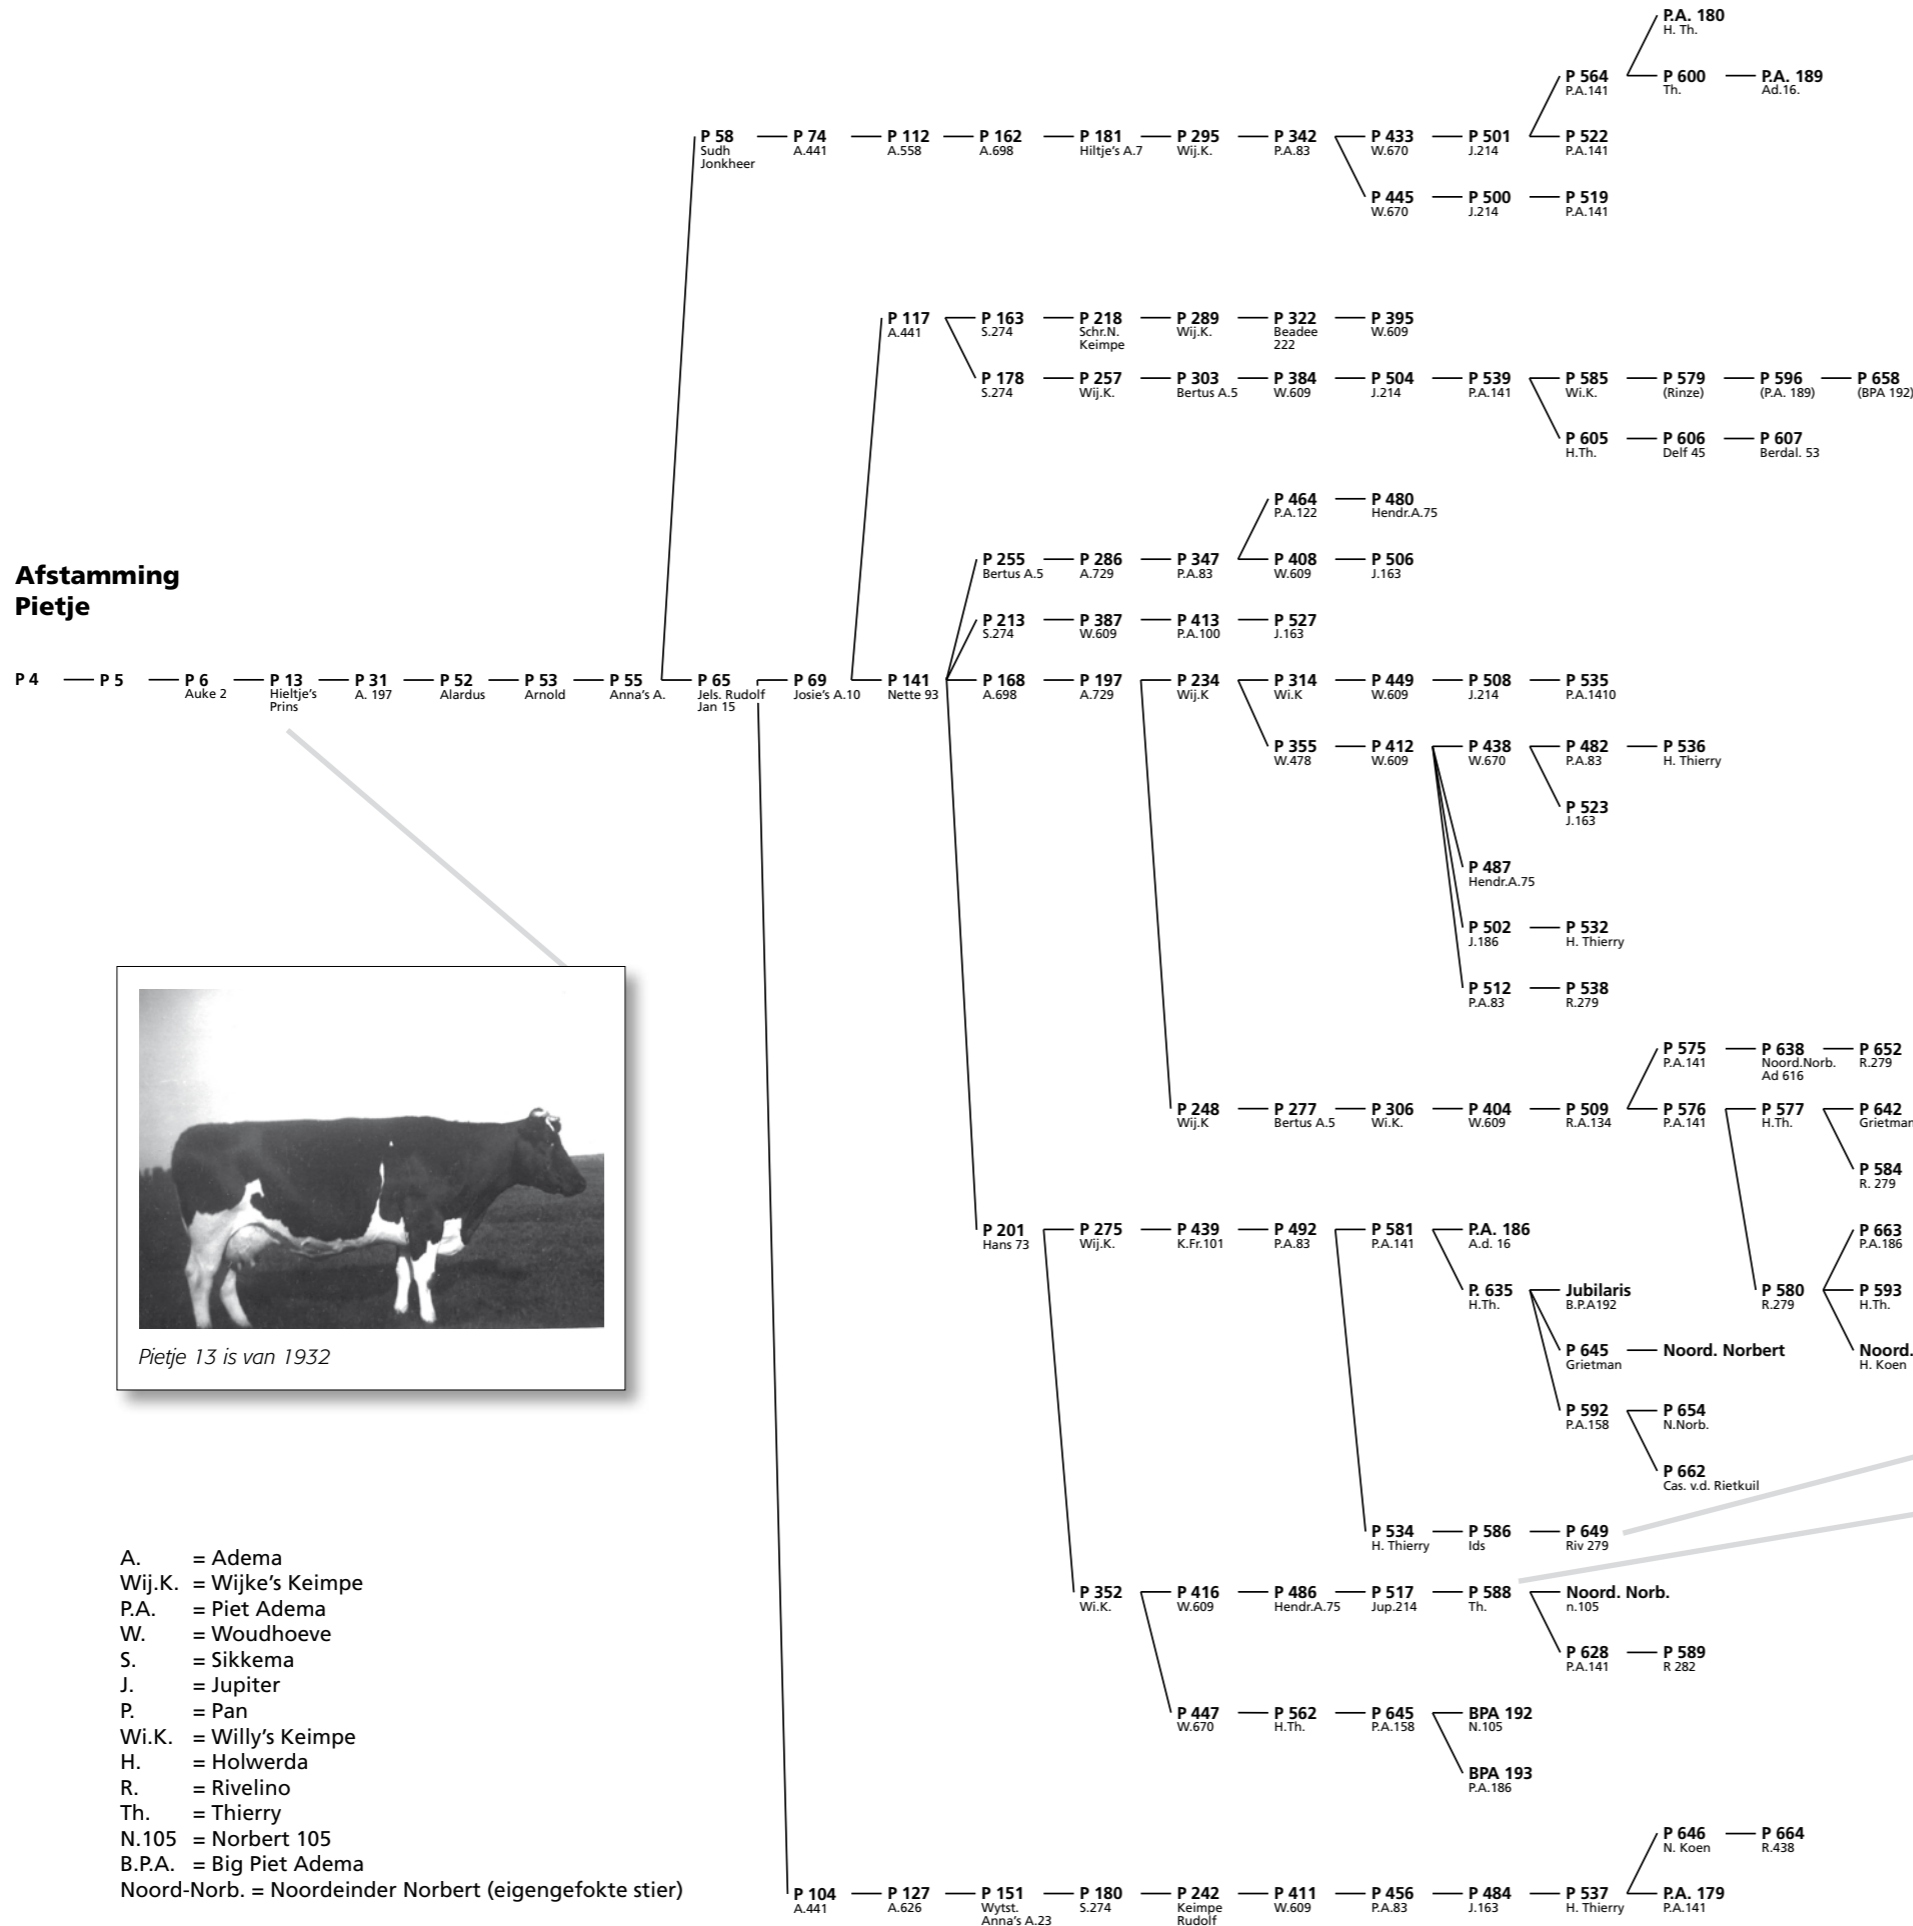 P.A. 180
H. Th.
P 564 P 600 P.A. 189
P.A.141 Th. Ad.16.
P 58 P 74 P 112 P 162 P 181 P 295 P 342 P 433 P 501 P 522
Sudh A.441 A.558 A.698 Hiltje's A.7 Wij.K. P.A.83 W.670 J.214 P.A.141
Jonkheer
P 445 P 500 P 519
W.670 J.214 P.A.141
P 117 P 163 P 218 P 289 P 322 P 395
A.441 S.274 Schr.N. Wij.K. Beadee W.609
Keimpe 222
P 178 P 257 P 303 P 384 P 504 P 539 P 585 P 579 P 596 P 658
S.274 Wij.K. Bertus A.5 W.609 J.214 P.A.141 Wi.K. (Rinze) (P.A. 189) (BPA 192)
P 605 P 606 P 607
H.Th. Delf 45 Berdal. 53
P 464 P 480
P.A.122 Hendr.A.75
P 255 P 286 P 347 P 408 P 506
Bertus A.5 A.729 P.A.83 W.609 J.163
Afstamming
Pietje
P 213 P 387 P 413 P 527
S.274 W.609 P.A.100 J.163
P 4 P 5 P 6 P 13 P 31 P 52 P 53 P 55 P 65 P 69 P 141 P 168 P 197 P 234 P 314 P 449 P 508 P 535
Auke 2 Hieltje's A. 197 Alardus Arnold Anna's A. Jels. Rudolf Josie's A.10 Nette 93 A.698 A.729 Wij.K Wi.K W.609 J.214 P.A.1410
Prins Jan 15
P 355 P 412 P 438 P 482 P 536
W.478 W.609 W.670 P.A.83 H. Thierry
P 523
J.163
P 487
Hendr.A.75
P 502 P 532
J.186 H. Thierry
P 512 P 538
P.A.83 R.279
P 575 P 638 P 652
P.A.141 Noord.Norb. R.279
Ad 616
P 248 P 277 P 306 P 404 P 509 P 576 P 577 P 642
Wij.K Bertus A.5 Wi.K. W.609 R.A.134 P.A.141 H.Th. Grietman
P 584
R. 279
P 201 P 275 P 439 P 492 P 581 P.A. 186 P 663
Hans 73 Wij.K. K.Fr.101 P.A.83 P.A.141 A.d. 16 P.A.186
P. 635 Jubilaris P 580 P 593
H.Th. B.P.A192 R.279 H.Th.
P 645 Noord. Norbert Noord.
Grietman H. Koen
Pietje 13 is van 1932
P 592 P 654
P.A.158 N.Norb.
P 662
Cas. v.d. Rietkuil
P 534 P 586 P 649
H. Thierry Ids Riv 279
P 352 P 416 P 486 P 517 P 588 Noord. Norb.
Wi.K. W.609 Hendr.A.75 Jup.214 Th. n.105
P 628 P 589
P.A.141 R 282
P 447 P 562 P 645 BPA 192
W.670 H.Th. P.A.158 N.105
BPA 193
P.A.186
P 646 P 664
N. Koen R.438
P 104 P 127 P 151 P 180 P 242 P 411 P 456 P 484 P 537 P.A. 179
A.441 A.626 Wytst. S.274 Keimpe W.609 P.A.83 J.163 H. Thierry P.A.141
Anna's A.23 Rudolf
A. = Adema
Wij.K. = Wijke's Keimpe
P.A. = Piet Adema
W. = Woudhoeve
S. = Sikkema
J. = Jupiter
P. = Pan
Wi.K. = Willy's Keimpe
H. = Holwerda
R. = Rivelino
Th. = Thierry
N.105 = Norbert 105
B.P.A. = Big Piet Adema
Noord-Norb. = Noordeinder Norbert (eigengefokte stier)